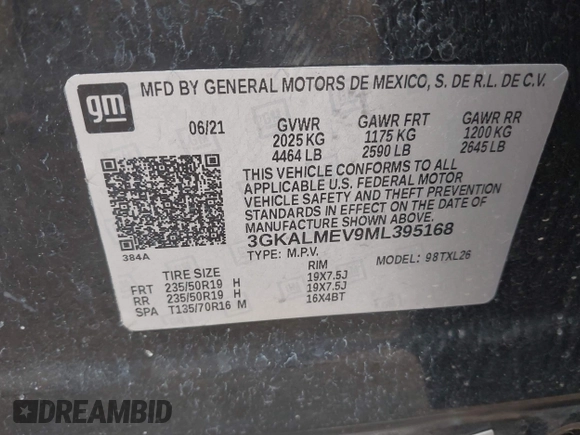 gm
MFD BY GENERAL MOTORS DE MEXICO, S. DE R.L. DE C.V.
06/21 GVWR GAWR FRT GAWR RR
2025 KG 1175 KG 1200 KG
4464 LB 2590 LB 2645 LB
THIS VEHICLE CONFORMS TO ALL
APPLICABLE U.S. FEDERAL MOTOR
VEHICLE SAFETY AND THEFT PREVENTION
STANDARDS IN EFFECT ON THE DATE OF
MANUFACTURE SHOWN ABOVE.
384A 3GKALMEV9ML395168
TYPE: M.P.V. MODEL: 98TXL26
TIRE SIZE RIM
FRT 235/50R19 H 19X7.5J
RR 235/50R19 H 19X7.5J
SPA T135/70R16 M 16X4BT
DREAMBID